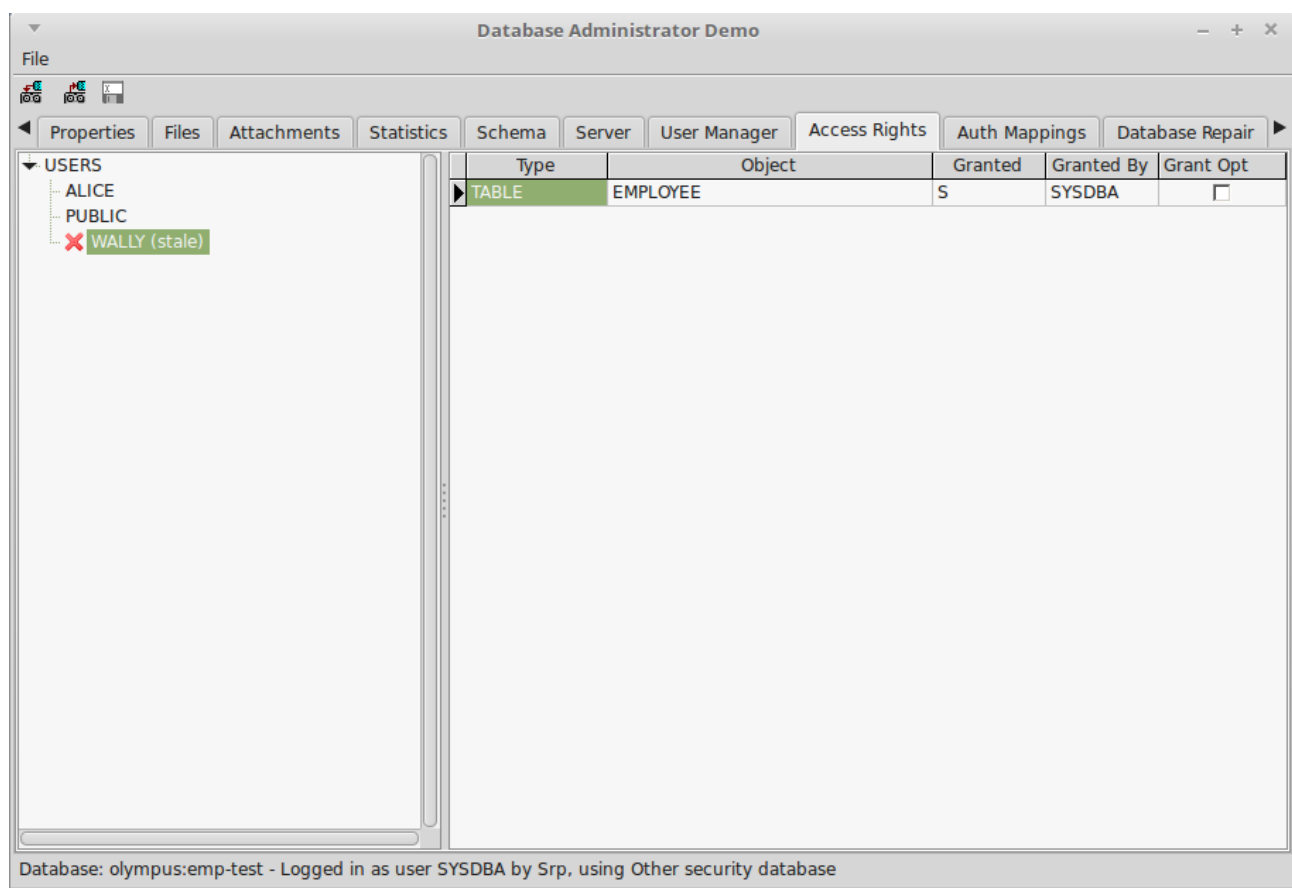 Database Administrator Demo
File
Properties Files Attachments Statistics Schema Server User Manager Access Rights Auth Mappings Database Repair
USERS
ALICE
PUBLIC
WALLY (stale)
Type Object Granted Granted By Grant Opt
TABLE EMPLOYEE S SYSDBA
Database: olympus:emp-test - Logged in as user SYSDBA by Srp, using Other security database